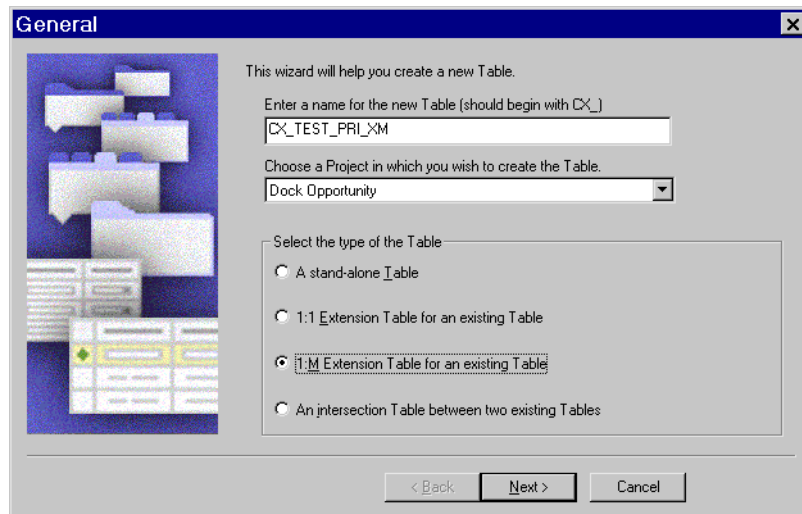 General
This wizard will help you create a new Table.
Enter a name for the new Table (should begin with CX_)
CX_TEST_PRI_XM
Choose a Project in which you wish to create the Table.
Dock Opportunity
Select the type of the Table
A stand-alone Table
1:1 Extension Table for an existing Table
1:M Extension Table for an existing Table
An intersection Table between two existing Tables
< Back Next > Cancel